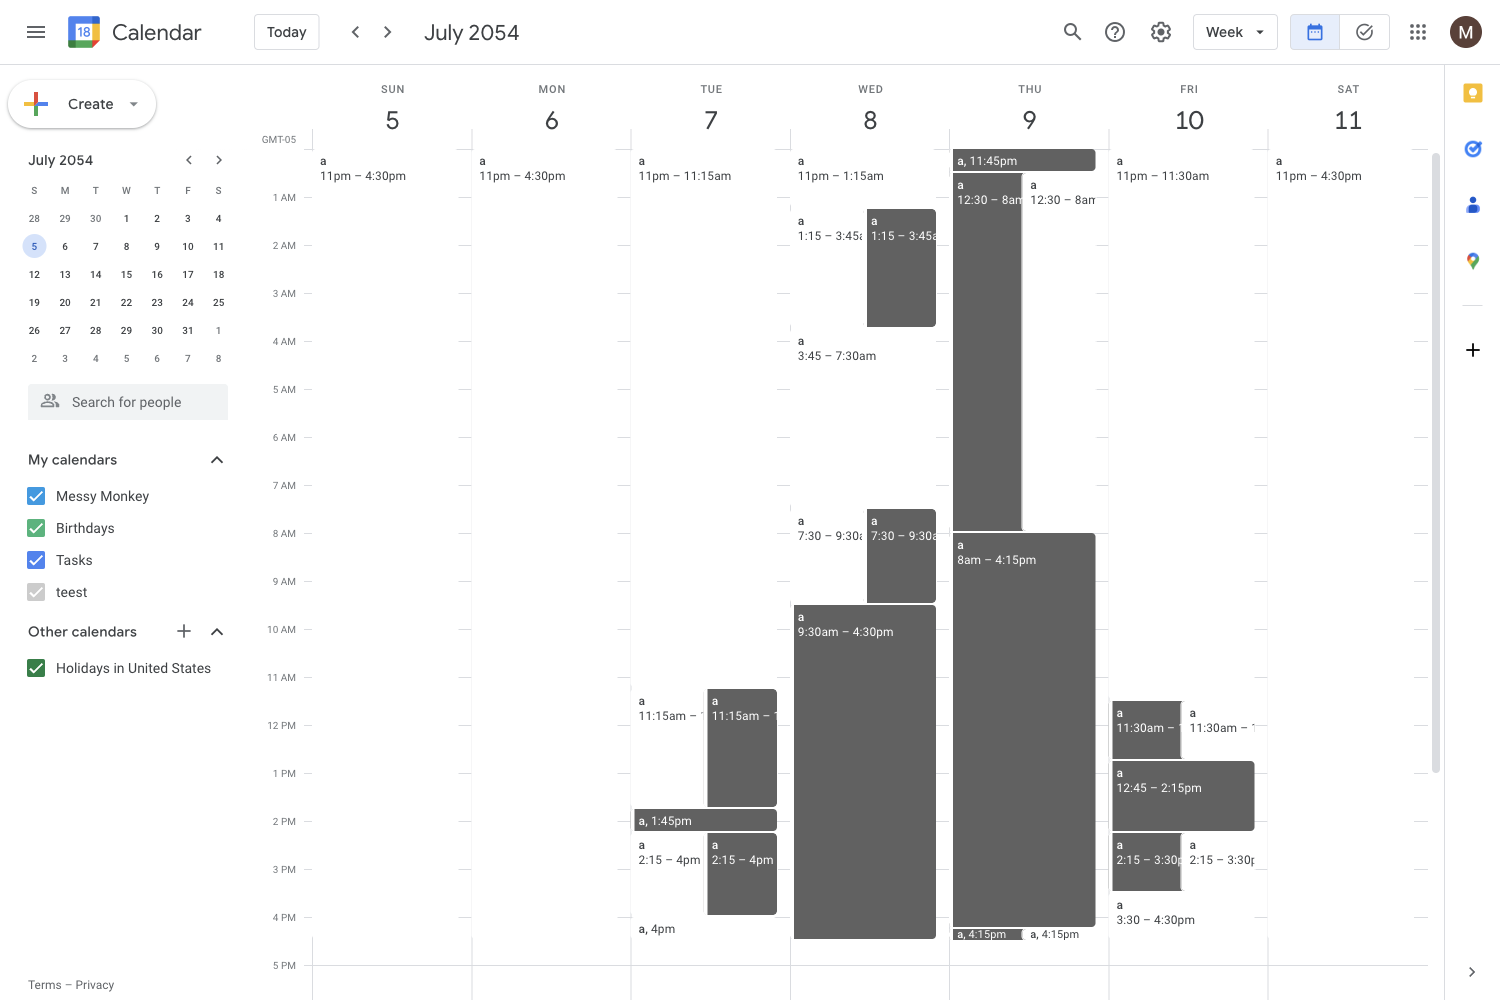 18 Calendar
Today
July 2054
Week
M
Create
SUN
MON
TUE
WED
THU
FRI
SAT
5
6
7
8
9
10
11
GMT-05
July 2054
S M T W T F S
28 29 30 1 2 3 4
5 6 7 8 9 10 11
12 13 14 15 16 17 18
19 20 21 22 23 24 25
26 27 28 29 30 31 1
2 3 4 5 6 7 8
Search for people
My calendars
Messy Monkey
Birthdays
Tasks
teest
Other calendars
Holidays in United States
Terms – Privacy
1 AM
2 AM
3 AM
4 AM
5 AM
6 AM
7 AM
8 AM
9 AM
10 AM
11 AM
12 PM
1 PM
2 PM
3 PM
4 PM
5 PM
a
11pm – 4:30pm
a
11pm – 4:30pm
a
11pm – 11:15am
a
11:15am –
a
11:15am – 1
a, 1:45pm
a
2:15 – 4pm
a
2:15 – 4pm
a, 4pm
a
11pm – 1:15am
a
1:15 – 3:45a
a
1:15 – 3:45a
a
3:45 – 7:30am
a
7:30 – 9:30a
a
7:30 – 9:30a
a
9:30am – 4:30pm
a, 11:45pm
a
12:30 – 8am
a
12:30 – 8am
a
8am – 4:15pm
a, 4:15pm
a, 4:15pm
a
11pm – 11:30am
a
11:30am –
a
11:30am –
a
12:45 – 2:15pm
a
2:15 – 3:30p
a
2:15 – 3:30p
a
3:30 – 4:30pm
a
11pm – 4:30pm